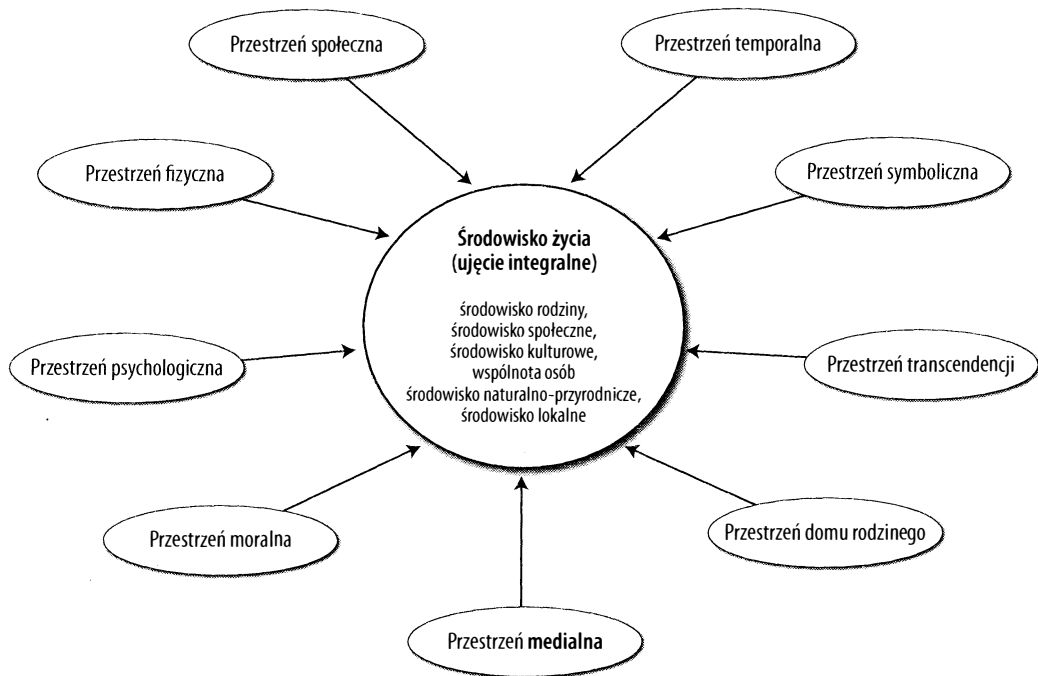 Przestrzeń społeczna
Przestrzeń temporalna
Przestrzeń fizyczna
Przestrzeń symboliczna
Środowisko życia
(ujęcie integralne)
środowisko rodziny,
środowisko społeczne,
środowisko kulturowe,
wspólnota osób
środowisko naturalno-przyrodnicze,
środowisko lokalne
Przestrzeń psychologiczna
Przestrzeń transcendencji
Przestrzeń moralna
Przestrzeń domu rodzinego
Przestrzeń medialna